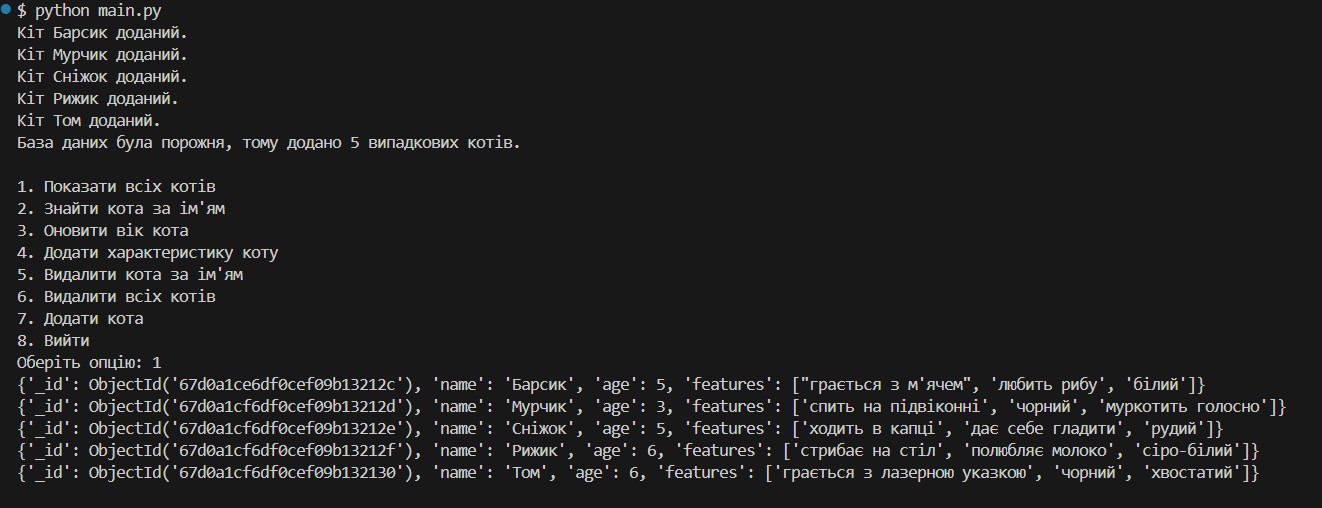 $ python main.py
Кіт Барсик доданий.
Кіт Мурчик доданий.
Кіт Сніжок доданий.
Кіт Рижик доданий.
Кіт Том доданий.
База даних була порожня, тому додано 5 випадкових котів.
1. Показати всіх котів
2. Знайти кота за ім'ям
3. Оновити вік кота
4. Додати характеристику коту
5. Видалити кота за ім'ям
6. Видалити всіх котів
7. Додати кота
8. Вийти
Оберіть опцію: 1
{'_id': ObjectId('67d0a1ce6df0cef09b13212c'), 'name': 'Барсик', 'age': 5, 'features': ["грається з м'ячем", 'любить рибу', 'білий']}
{'_id': ObjectId('67d0a1cf6df0cef09b13212d'), 'name': 'Мурчик', 'age': 3, 'features': ['спить на підвіконні', 'чорний', 'муркотить голосно']}
{'_id': ObjectId('67d0a1cf6df0cef09b13212e'), 'name': 'Сніжок', 'age': 5, 'features': ['ходить в капці', 'дає себе гладити', 'рудий']}
{'_id': ObjectId('67d0a1cf6df0cef09b13212f'), 'name': 'Рижик', 'age': 6, 'features': ['стрибає на стіл', 'полюбляє молоко', 'сіро-білий']}
{'_id': ObjectId('67d0a1cf6df0cef09b132130'), 'name': 'Том', 'age': 6, 'features': ['грається з лазерною указкою', 'чорний', 'хвостатий']}